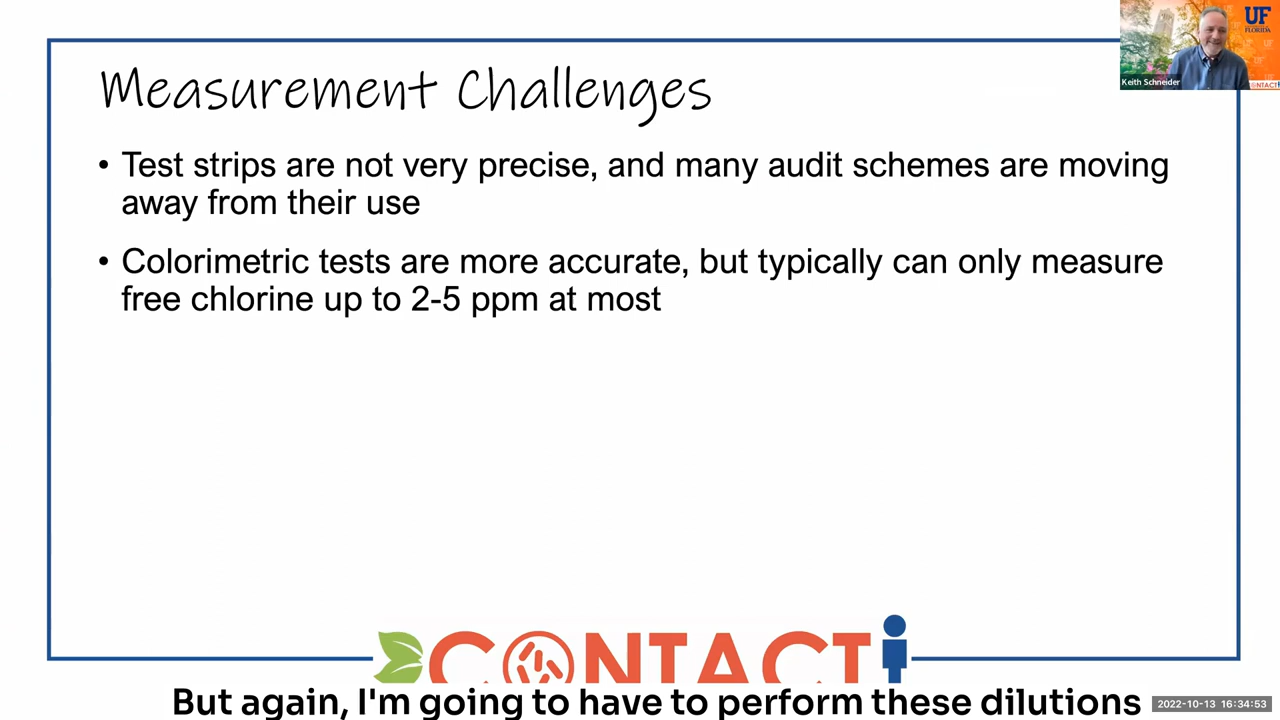 Measurement Challenges
UF
FLORIDA
Keith Schneider
• Test strips are not very precise, and many audit schemes are moving
away from their use
• Colorimetric tests are more accurate, but typically can only measure
free chlorine up to 2-5 ppm at most
CONTACT
But again, I'm going to have to perform these dilutions
2022-10-13 16:34:53